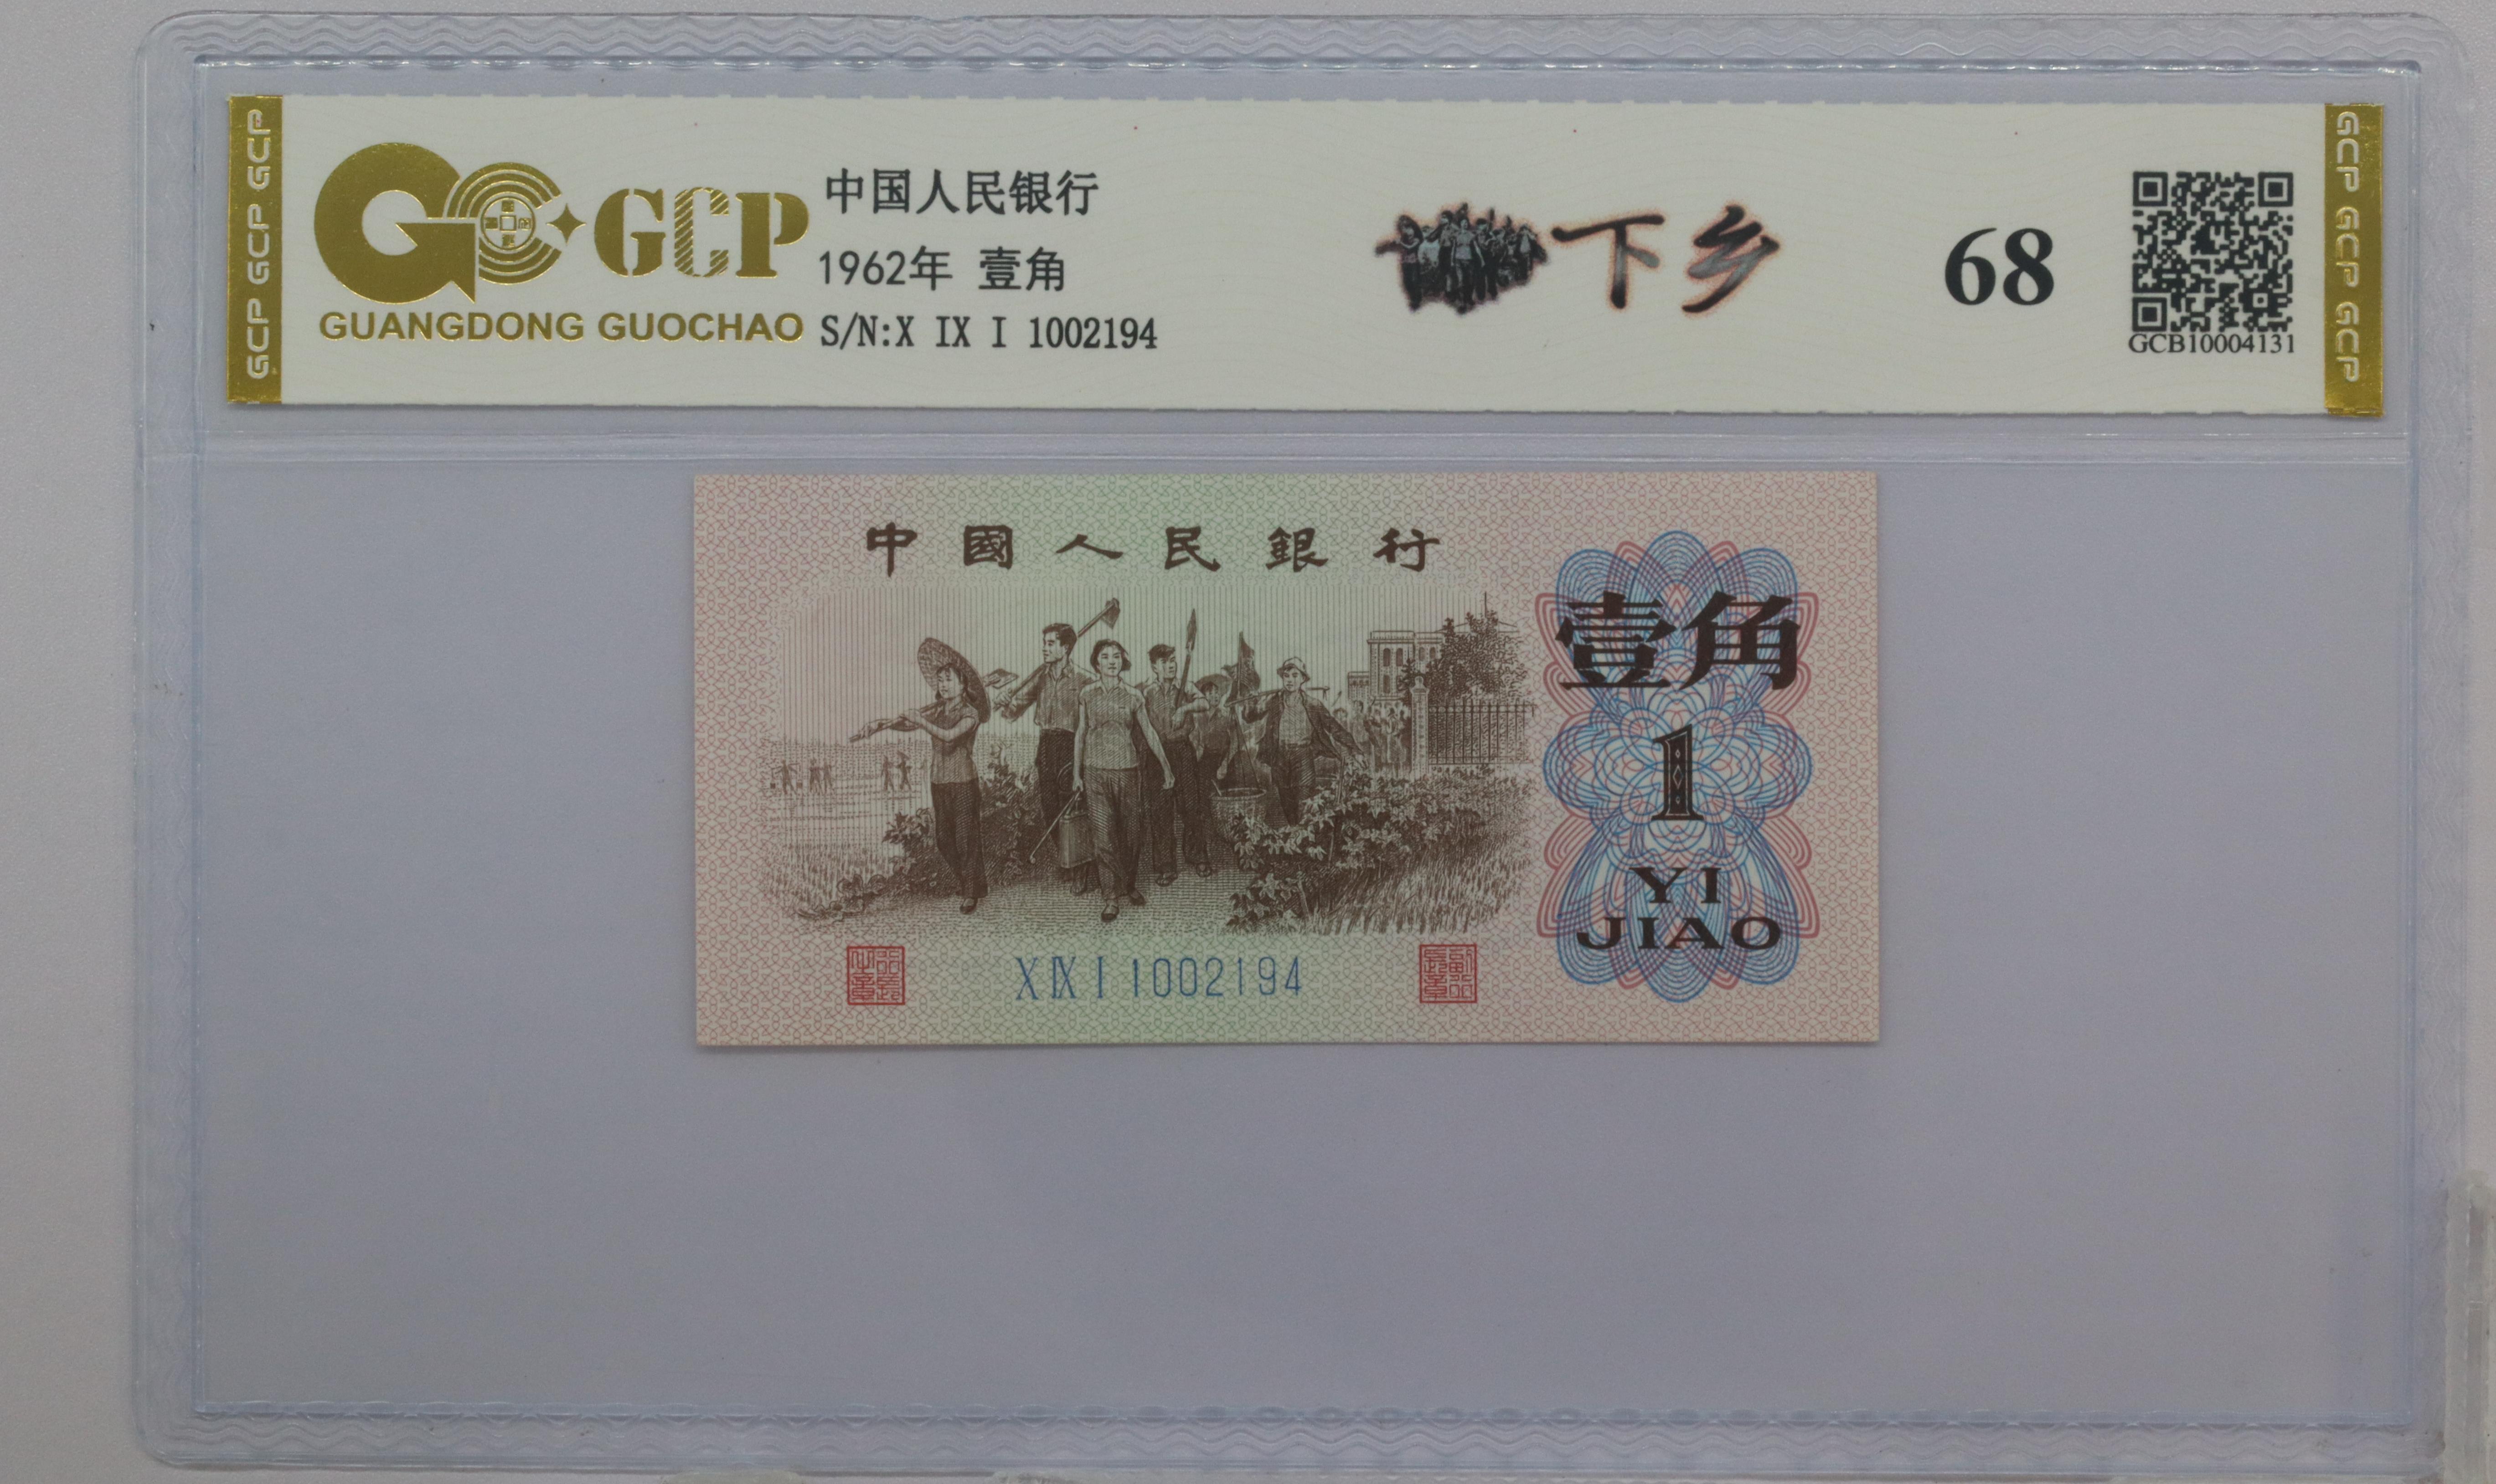 GCP GCP GCP
GCP
GUANGDONG GUOCHAO
中国人民银行
1962年 壹角
S/N:X IX I 1002194
下乡
68
GCB10004131
GCP GCP GCP GCP
中國人民銀行
壹角
1
YI
JIAO
X IX I 1002194